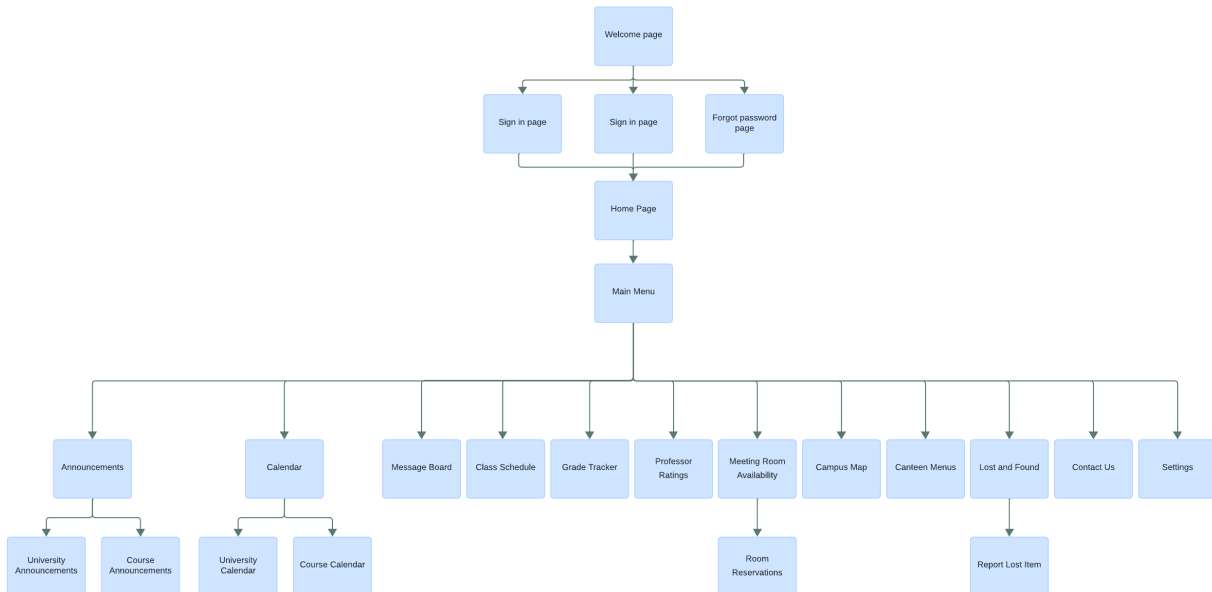 Welcome page
Sign in page
Sign in page
Forgot password
page
Home Page
Main Menu
Announcements
Calendar
Message Board
Class Schedule
Grade Tracker
Professor
Ratings
Meeting Room
Availability
Campus Map
Canteen Menus
Lost and Found
Contact Us
Settings
University
Announcements
Course
Announcements
University
Calendar
Course Calendar
Room
Reservations
Report Lost Item